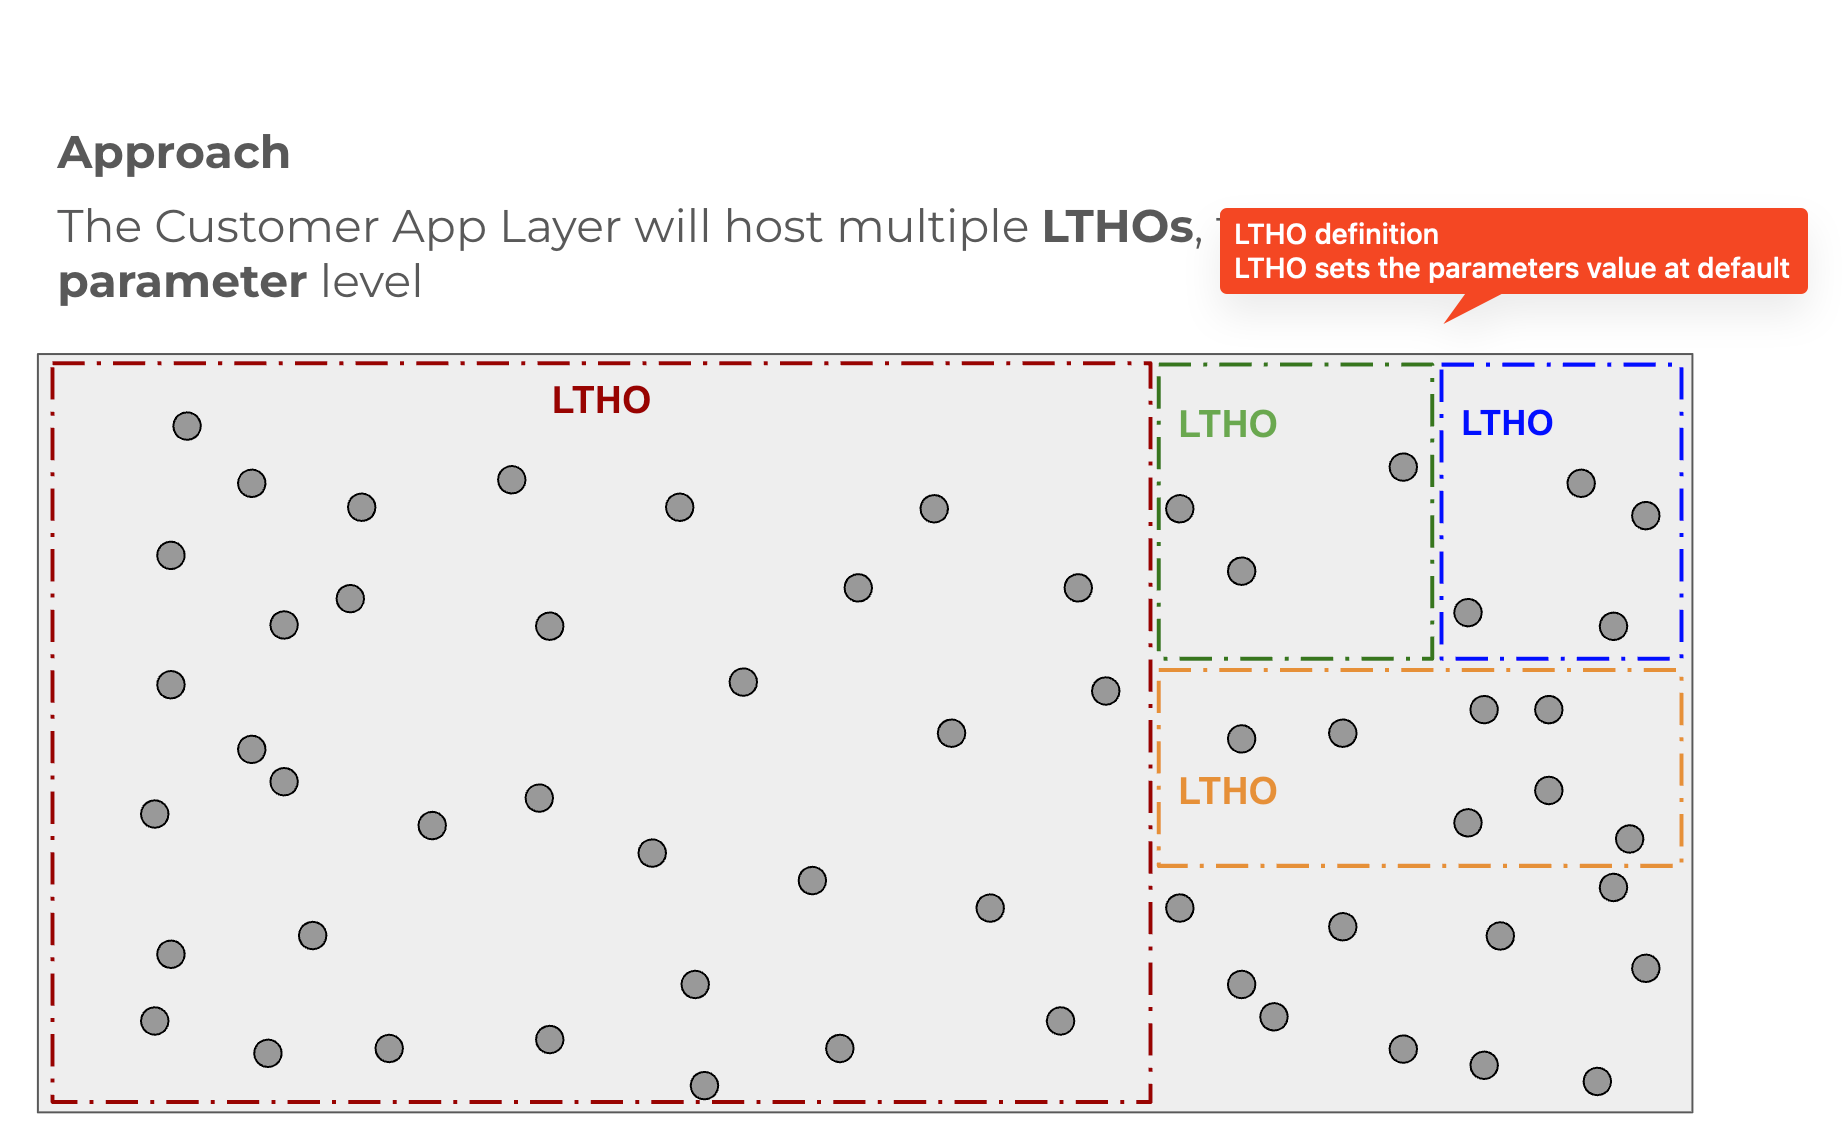 Approach
The Customer App Layer will host multiple LTHOs,
LTHO definition
LTHO sets the parameters value at default
parameter level
LTHO
LTHO
LTHO
LTHO